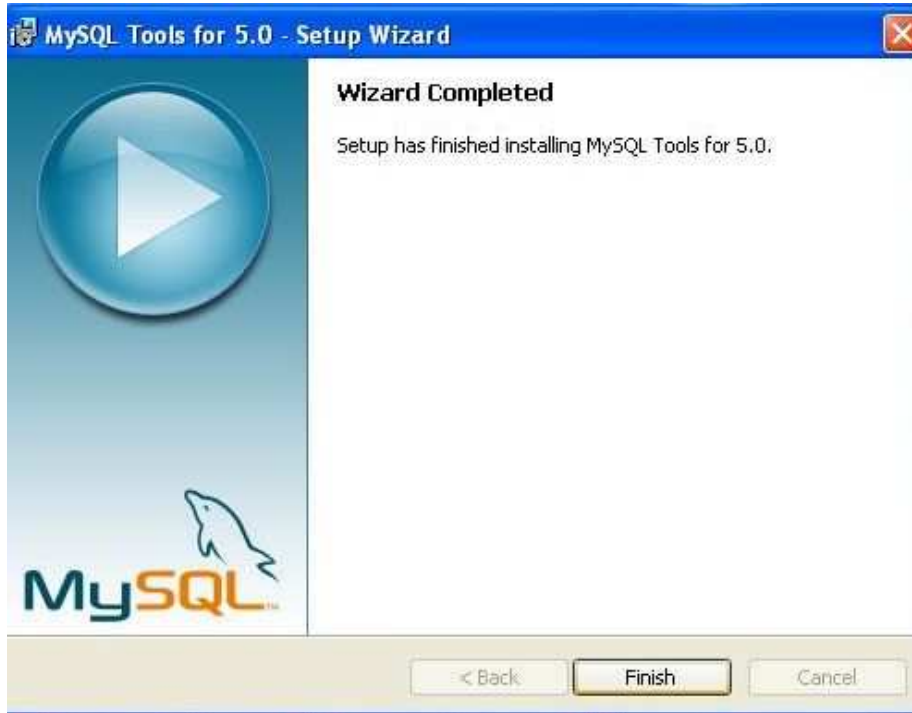 MySQL Tools for 5.0 - Setup Wizard
Wizard Completed
Setup has finished installing MySQL Tools for 5.0.
MySQL
< Back
Finish
Cancel